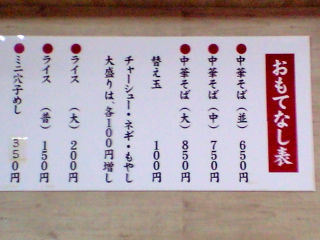 おもてなし表
中華そば（並）650円
中華そば（中）750円
中華そば（大）850円
替え玉 100円
チャーシュー・ネギ・もやし
大盛りは、各100円増し
ライス（大）200円
ライス（普）150円
ミニ穴子めし 350円